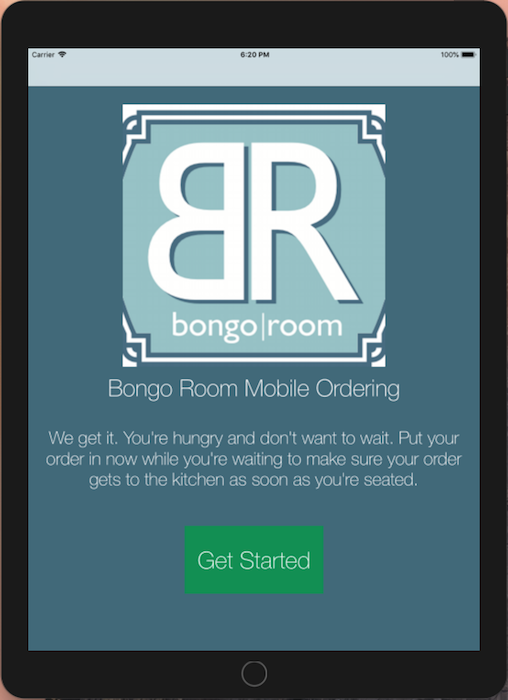 Carrier 6:20 PM 100%
BR
bongo|room
Bongo Room Mobile Ordering
We get it. You're hungry and don't want to wait. Put your
order in now while you're waiting to make sure your order
gets to the kitchen as soon as you're seated.
Get Started